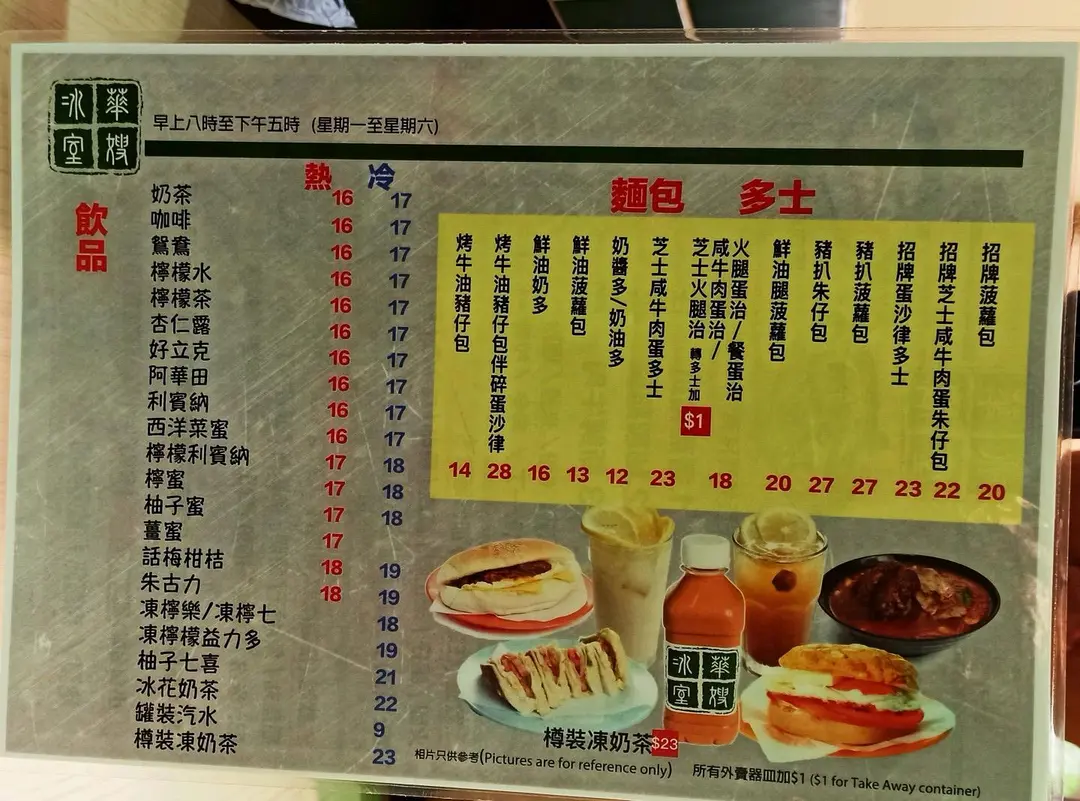 華嫂
冰室
早上八時至下午五時 (星期一至星期六)
飲品
熱 冷
奶茶 16 17
咖啡 16 17
鴛鴦 16 17
檸檬水 16 17
檸檬茶 16 17
杏仁露 16 17
好立克 16 17
阿華田 16 17
利賓納 16 17
西洋菜蜜 16 17
檸檬利賓納 17 18
檸蜜 17 18
柚子蜜 17 18
薑蜜 17
話梅柑桔 18 19
朱古力 18 19
凍檸樂/凍檸七 18
凍檸檬益力多 19
柚子七喜 21
冰花奶茶 22
罐裝汽水 9
樽裝凍奶茶 23
麵包 多士
招牌菠蘿包 20
招牌芝士咸牛肉蛋朱仔包 22
招牌蛋沙律多士 23
豬扒菠蘿包 27
豬扒朱仔包 27
鮮油腿菠蘿包 20
火腿蛋治/餐蛋治
咸牛肉蛋治/
芝士火腿治 轉多士加 $1
18
芝士咸牛肉蛋多士 23
奶醬多/奶油多 12
鮮油菠蘿包 13
鮮油奶多 16
烤牛油豬仔包伴碎蛋沙律 28
烤牛油豬仔包 14
華嫂
冰室
樽裝凍奶茶 $23
相片只供參考(Pictures are for reference only)
所有外賣器皿加$1 ($1 for Take Away container)